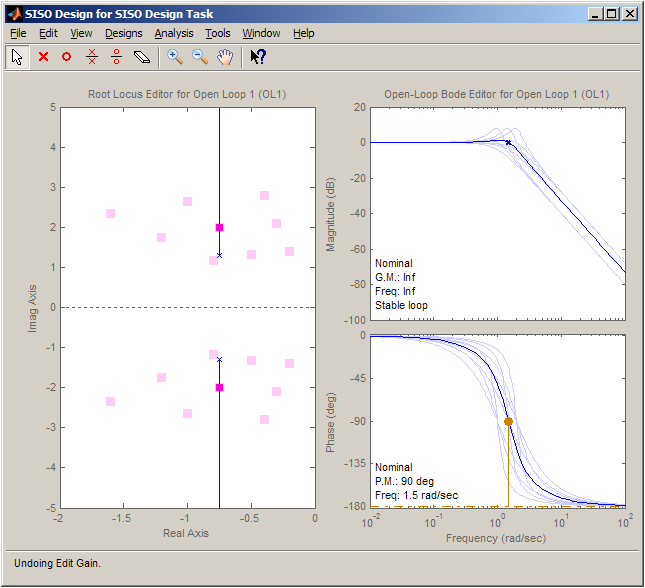 SISO Design for SISO Design Task
File Edit View Designs Analysis Tools Window Help
Root Locus Editor for Open Loop 1 (OL1)
5
4
3
2
1
0
-1
-2
-3
-4
-5
-2 -1.5 -1 -0.5 0
Imag Axis
Real Axis
Open-Loop Bode Editor for Open Loop 1 (OL1)
20
0
-20
-40
-60
-80
-100
Magnitude (dB)
Nominal
G.M.: Inf
Freq: Inf
Stable loop
0
-45
-90
-135
-180
Phase (deg)
Nominal
P.M.: 90 deg
Freq: 1.5 rad/sec
10^-2 10^-1 10^0 10^1 10^2
Frequency (rad/sec)
Undoing Edit Gain.